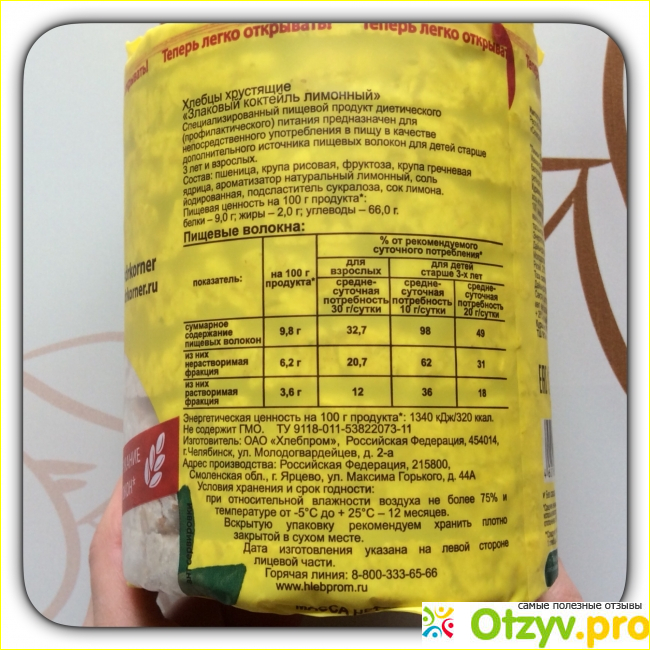 крываты!
Теперь легко открывать!
Теперь легко открывать!
Тепе
Хлебцы хрустящие
«Злаковый коктейль лимонный»
Специализированный пищевой продукт диетического
(профилактического) питания предназначен для
непосредственного употребления в пищу в качестве
дополнительного источника пищевых волокон для детей старше
3 лет и взрослых.
Состав: пшеница, крупа рисовая, фруктоза, крупа гречневая
ядрица, ароматизатор натуральный лимонный, соль
йодированная, подсластитель сукралоза, сок лимона.
Пищевая ценность на 100 г продукта*:
белки – 9,0 г; жиры – 2,0 г; углеводы – 66,0 г.
Пищевые волокна:
показатель:
на 100 г продукта*
% от рекомендуемого суточного потребления*
для взрослых
для детей старше 3-х лет
средне-суточная потребность 30 г/сутки
средне-суточная потребность 10 г/сутки
средне-суточная потребность 20 г/сутки
суммарное содержание пищевых волокон 9,8 г 32,7 98 49
из них нерастворимая фракция 6,2 г 20,7 62 31
из них растворимая фракция 3,6 г 12 36 18
Энергетическая ценность на 100 г продукта*: 1340 кДж/320 ккал.
Не содержит ГМО. ТУ 9118-011-53822073-11
Изготовитель: ОАО «Хлебпром», Российская Федерация, 454014,
г.Челябинск, ул. Молодогвардейцев, д. 2-а
Адрес производства: Российская Федерация, 215800,
Смоленская обл., г. Ярцево, ул. Максима Горького, д. 44А
Условия хранения и срок годности:
при относительной влажности воздуха не более 75% и
температуре от -5°С до + 25°С – 12 месяцев.
Вскрытую упаковку рекомендуем хранить плотно
закрытой в сухом месте.
Дата изготовления указана на левой стороне
лицевой части.
Горячая линия: 8-800-333-65-66
www.hlebprom.ru
МАССА НЕ
korner
korner.ru
самые полезные отзывы
Otzyv.pro